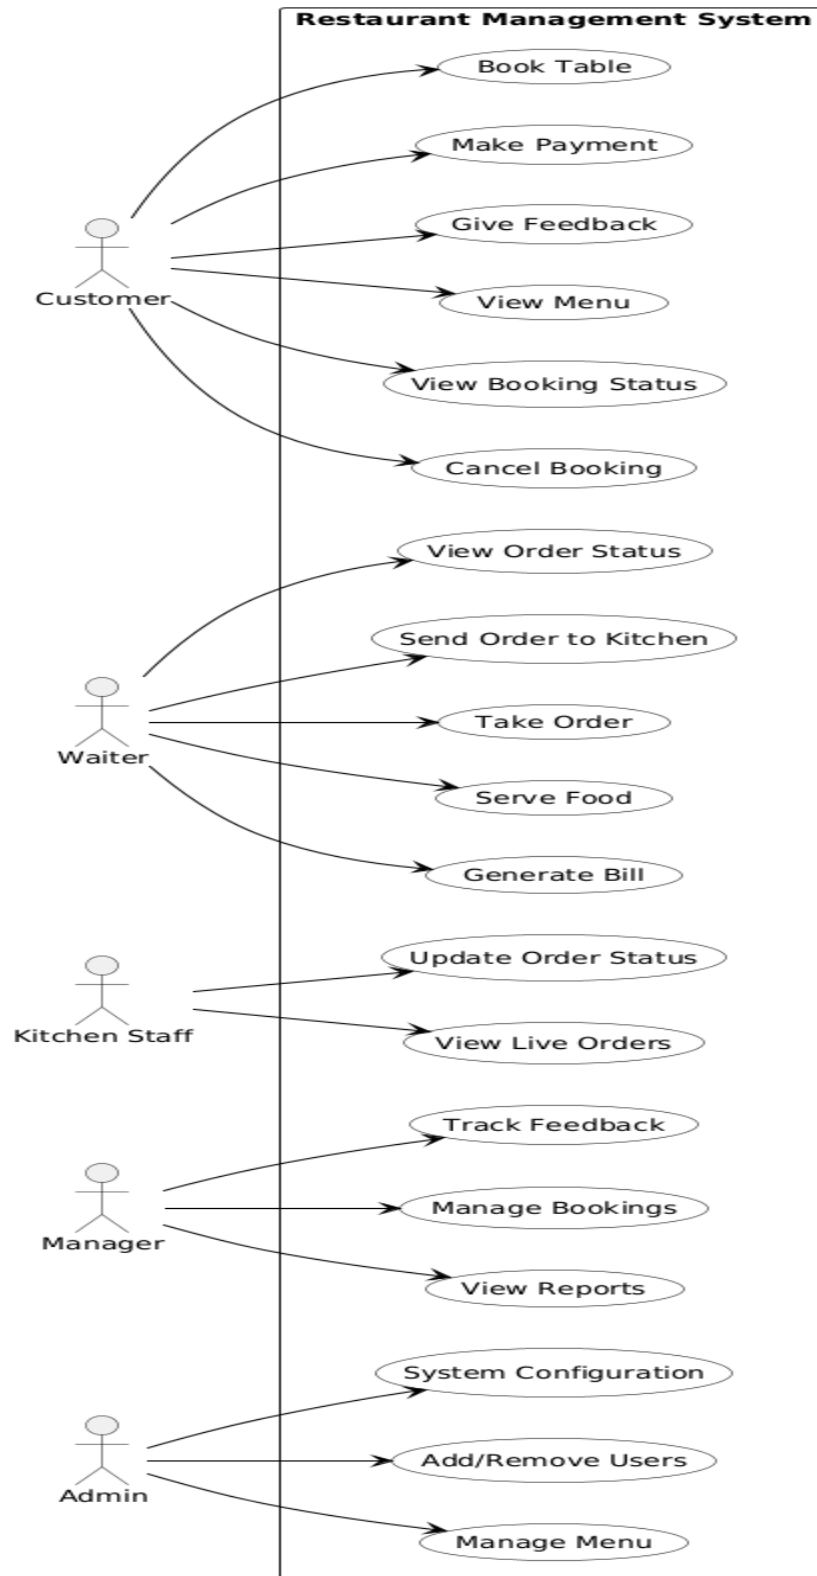 Restaurant Management System
Book Table
Make Payment
Give Feedback
View Menu
Customer
View Booking Status
Cancel Booking
View Order Status
Send Order to Kitchen
Take Order
Waiter
Serve Food
Generate Bill
Update Order Status
Kitchen Staff
View Live Orders
Track Feedback
Manage Bookings
Manager
View Reports
System Configuration
Add/Remove Users
Admin
Manage Menu